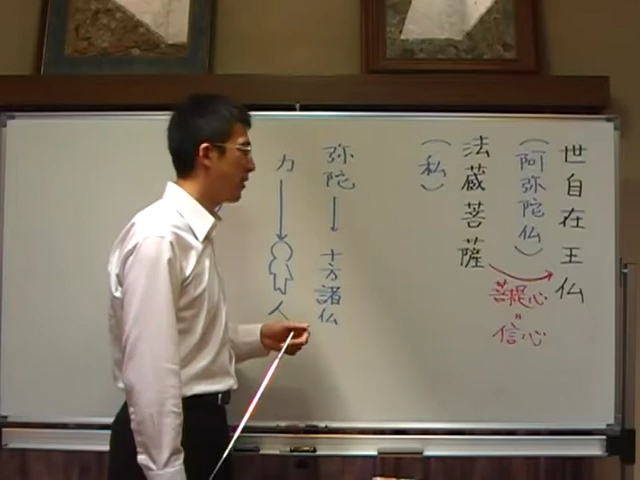 世自在王仏
(阿弥陀仏)
法蔵菩薩
(私)
菩提心
=
信心
弥陀→十方諸仏
力→人